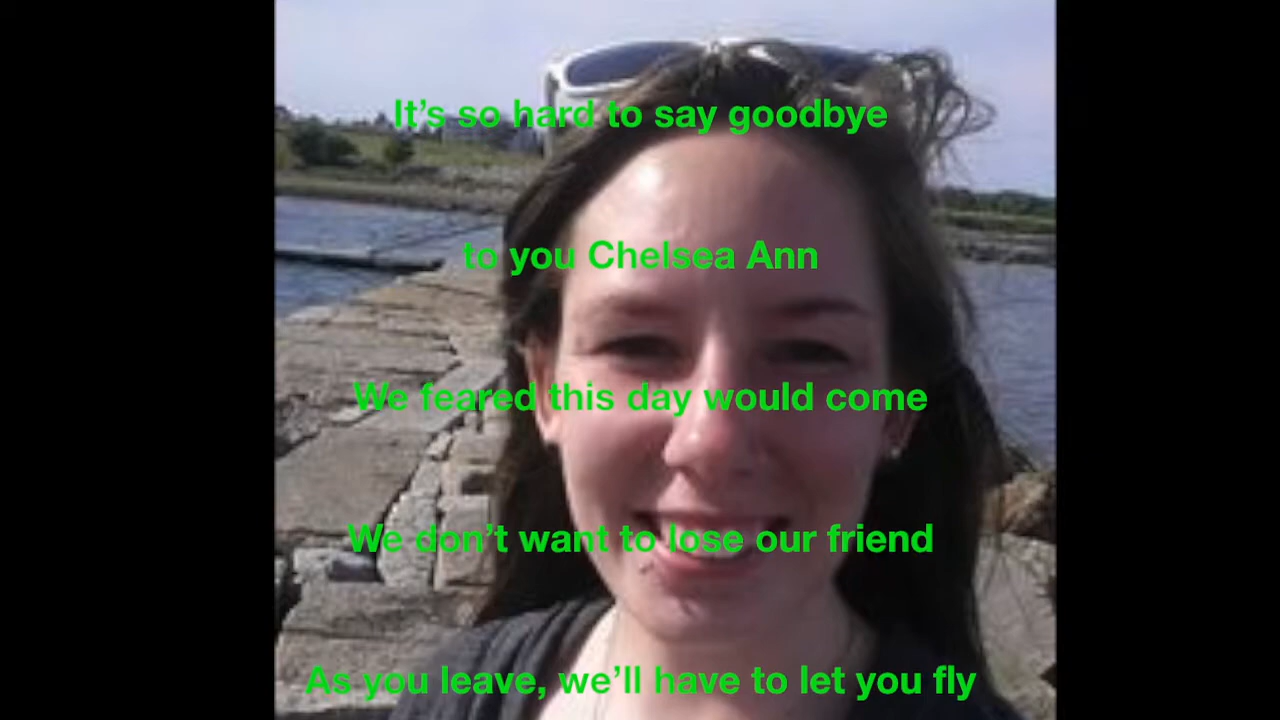 It’s so hard to say goodbye
to you Chelsea Ann
We feared this day would come
We don’t want to lose our friend
As you leave, we’ll have to let you fly